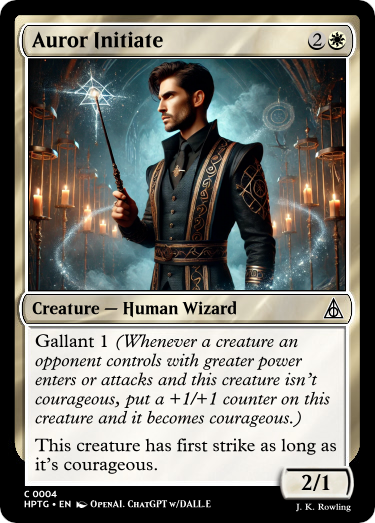 Auror Initiate 2
Creature — Human Wizard
Gallant 1 (Whenever a creature an
opponent controls with greater power
enters or attacks and this creature isn't
courageous, put a +1/+1 counter on this
creature and it becomes courageous.)
This creature has first strike as long as
it's courageous.
2/1
C 0004
HPTG • EN OpenAI. ChatGPT w/DALL.E
J. K. Rowling